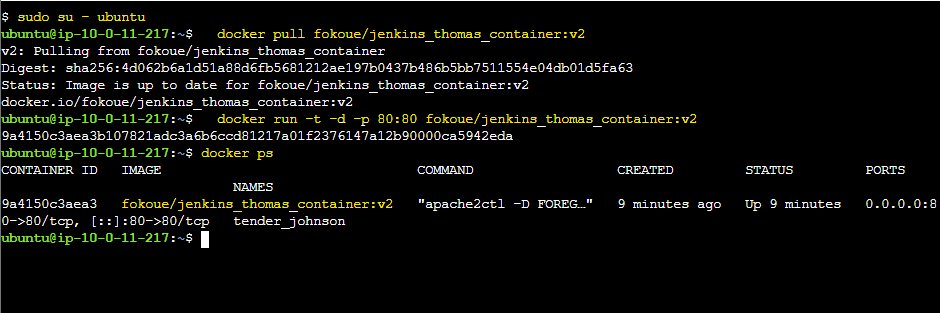 $ sudo su - ubuntu
ubuntu@ip-10-0-11-217:~$   docker pull fokoue/jenkins_thomas_container:v2
v2: Pulling from fokoue/jenkins_thomas_container
Digest: sha256:4d062b6a1d51a88d6fb5681212ae197b0437b486b5bb7511554e04db01d5fa63
Status: Image is up to date for fokoue/jenkins_thomas_container:v2
docker.io/fokoue/jenkins_thomas_container:v2
ubuntu@ip-10-0-11-217:~$   docker run -t -d -p 80:80 fokoue/jenkins_thomas_container:v2
9a4150c3aea3b107821adc3a6b6ccd81217a01f2376147a12b90000ca5942eda
ubuntu@ip-10-0-11-217:~$ docker ps
CONTAINER ID   IMAGE                                COMMAND                  CREATED         STATUS         PORTS
                             NAMES
9a4150c3aea3   fokoue/jenkins_thomas_container:v2   "apache2ctl -D FOREG…"   9 minutes ago   Up 9 minutes   0.0.0.0:8
0->80/tcp, [::]:80->80/tcp   tender_johnson
ubuntu@ip-10-0-11-217:~$